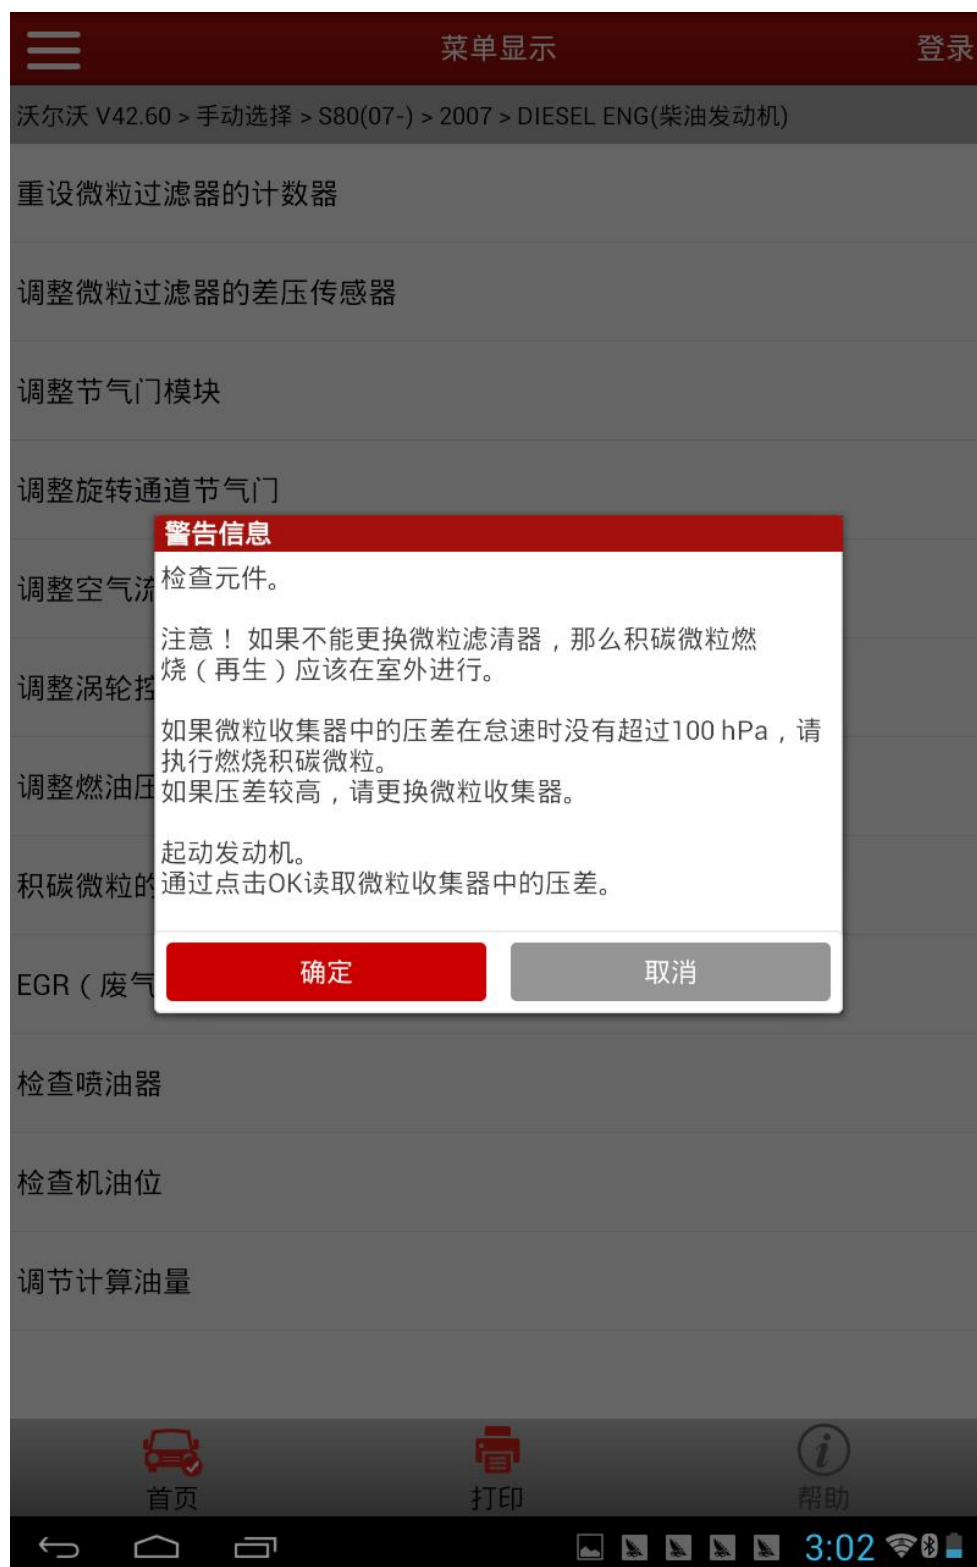 菜单显示
登录
沃尔沃 V42.60 > 手动选择 > S80(07-) > 2007 > DIESEL ENG(柴油发动机)
重设微粒过滤器的计数器
调整微粒过滤器的差压传感器
调整节气门模块
调整旋转通道节气门
警告信息
调整空气流
检查元件。
注意！如果不能更换微粒滤清器，那么积碳微粒燃
烧（再生）应该在室外进行。
调整涡轮控
如果微粒收集器中的压差在怠速时没有超过100 hPa，请
执行燃烧积碳微粒。
调整燃油压
如果压差较高，请更换微粒收集器。
起动发动机。
积碳微粒的
通过点击OK读取微粒收集器中的压差。
确定
取消
EGR（废气
检查喷油器
检查机油位
调节计算油量
首页
打印
帮助
3:02